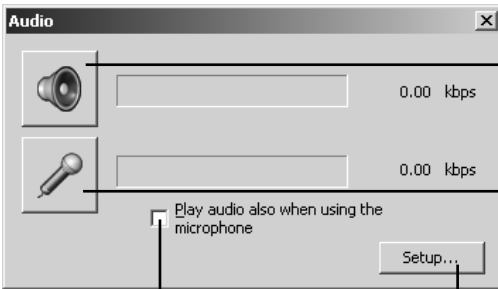 Audio
0.00 kbps
0.00 kbps
Play audio also when using the
microphone
Setup...